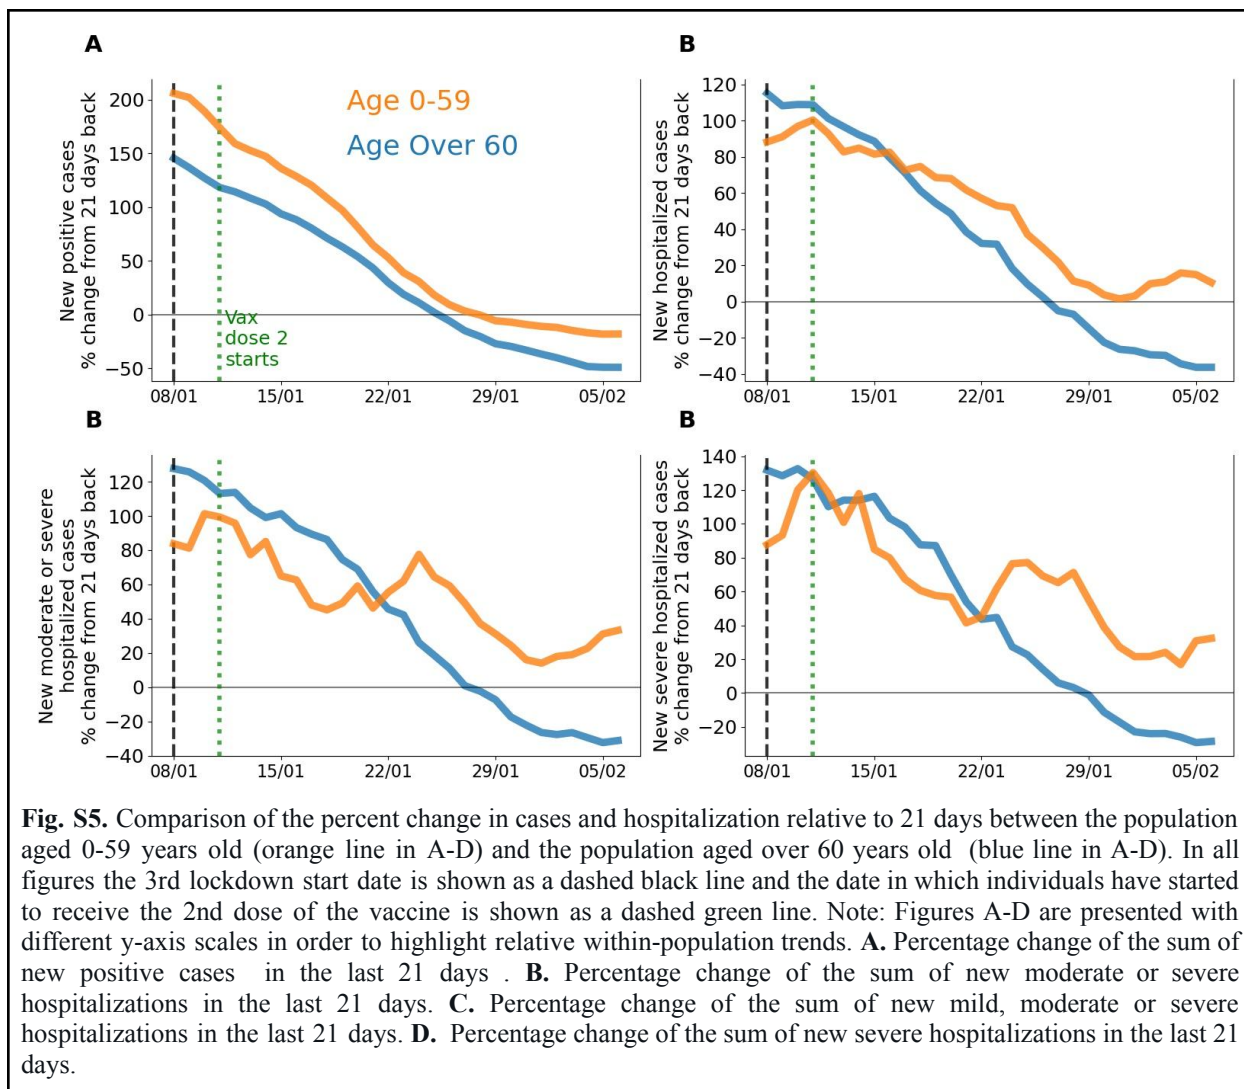 A
New positive cases
% change from 21 days back
200
150
100
50
0
−50
Age 0-59
Age Over 60
Vax
dose 2
starts
08/01 15/01 22/01 29/01 05/02
B
New hospitalized cases
% change from 21 days back
120
100
80
60
40
20
0
−20
−40
08/01 15/01 22/01 29/01 05/02
B
New moderate or severe
hospitalized cases
% change from 21 days back
120
100
80
60
40
20
0
−20
−40
08/01 15/01 22/01 29/01 05/02
B
New severe hospitalized cases
% change from 21 days back
140
120
100
80
60
40
20
0
−20
08/01 15/01 22/01 29/01 05/02
Fig. S5. Comparison of the percent change in cases and hospitalization relative to 21 days between the population
aged 0-59 years old (orange line in A-D) and the population aged over 60 years old (blue line in A-D). In all
figures the 3rd lockdown start date is shown as a dashed black line and the date in which individuals have started
to receive the 2nd dose of the vaccine is shown as a dashed green line. Note: Figures A-D are presented with
different y-axis scales in order to highlight relative within-population trends. A. Percentage change of the sum of
new positive cases in the last 21 days . B. Percentage change of the sum of new moderate or severe
hospitalizations in the last 21 days. C. Percentage change of the sum of new mild, moderate or severe
hospitalizations in the last 21 days. D. Percentage change of the sum of new severe hospitalizations in the last 21
days.